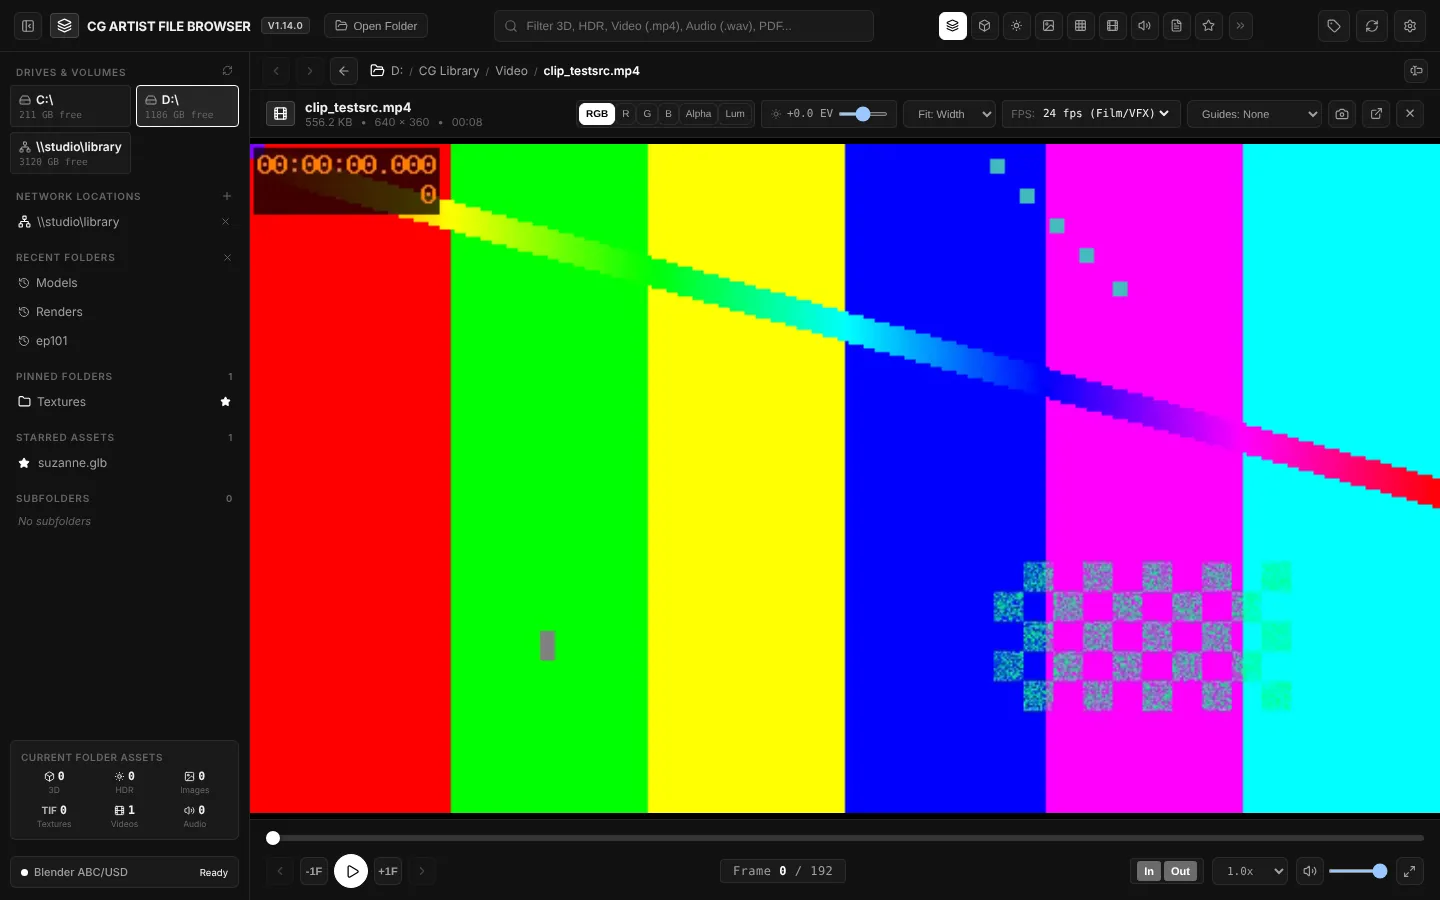 CG ARTIST FILE BROWSER V1.14.0 Open Folder Filter 3D, HDR, Video (.mp4), Audio (.wav), PDF...
DRIVES & VOLUMES
C:\
211 GB free
D:\
1186 GB free
\\studio\library
3120 GB free
NETWORK LOCATIONS
\\studio\library
RECENT FOLDERS
Models
Renders
ep101
PINNED FOLDERS 1
Textures
STARRED ASSETS 1
suzanne.glb
SUBFOLDERS 0
No subfolders
CURRENT FOLDER ASSETS
0 0 0
3D HDR Images
TIF 0 1 0
Textures Videos Audio
Blender ABC/USD Ready
D: / CG Library / Video / clip_testsrc.mp4
clip_testsrc.mp4
556.2 KB • 640 × 360 • 00:08
RGB R G B Alpha Lum +0.0 EV Fit: Width FPS: 24 fps (Film/VFX) Guides: None
00:00:00.000
0
-1F +1F Frame 0 / 192 In Out 1.0x